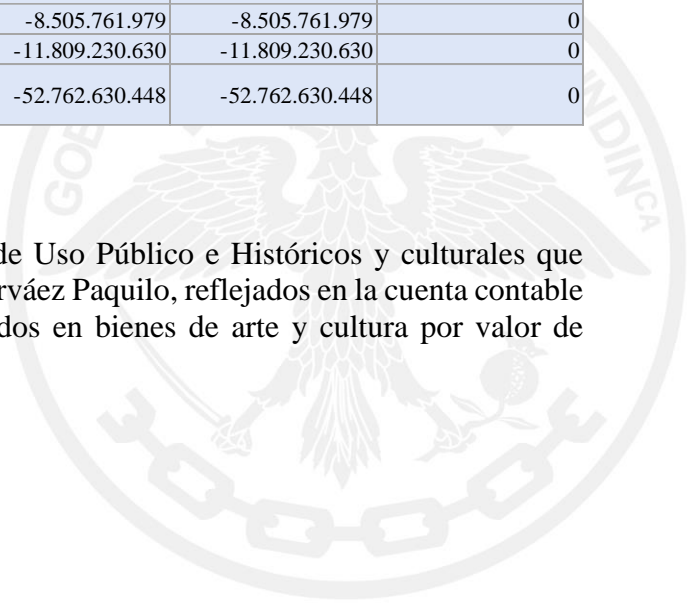 -8.505.761.979 -8.505.761.979 0
-11.809.230.630 -11.809.230.630 0
-52.762.630.448 -52.762.630.448 0
de Uso Público e Históricos y culturales que
rváez Paquilo, reflejados en la cuenta contable
dos en bienes de arte y cultura por valor de